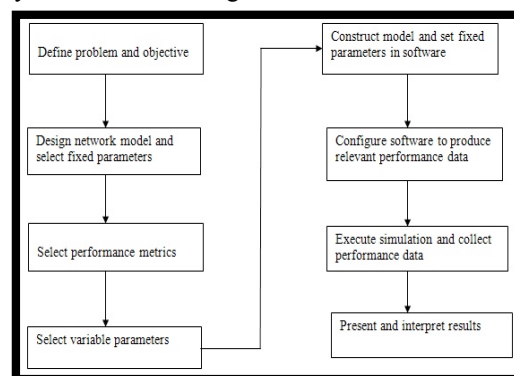 Define problem and objective
Design network model and
select fixed parameters
Select performance metrics
Select variable parameters
Construct model and set fixed
parameters in software
Configure software to produce
relevant performance data
Execute simulation and collect
performance data
Present and interpret results